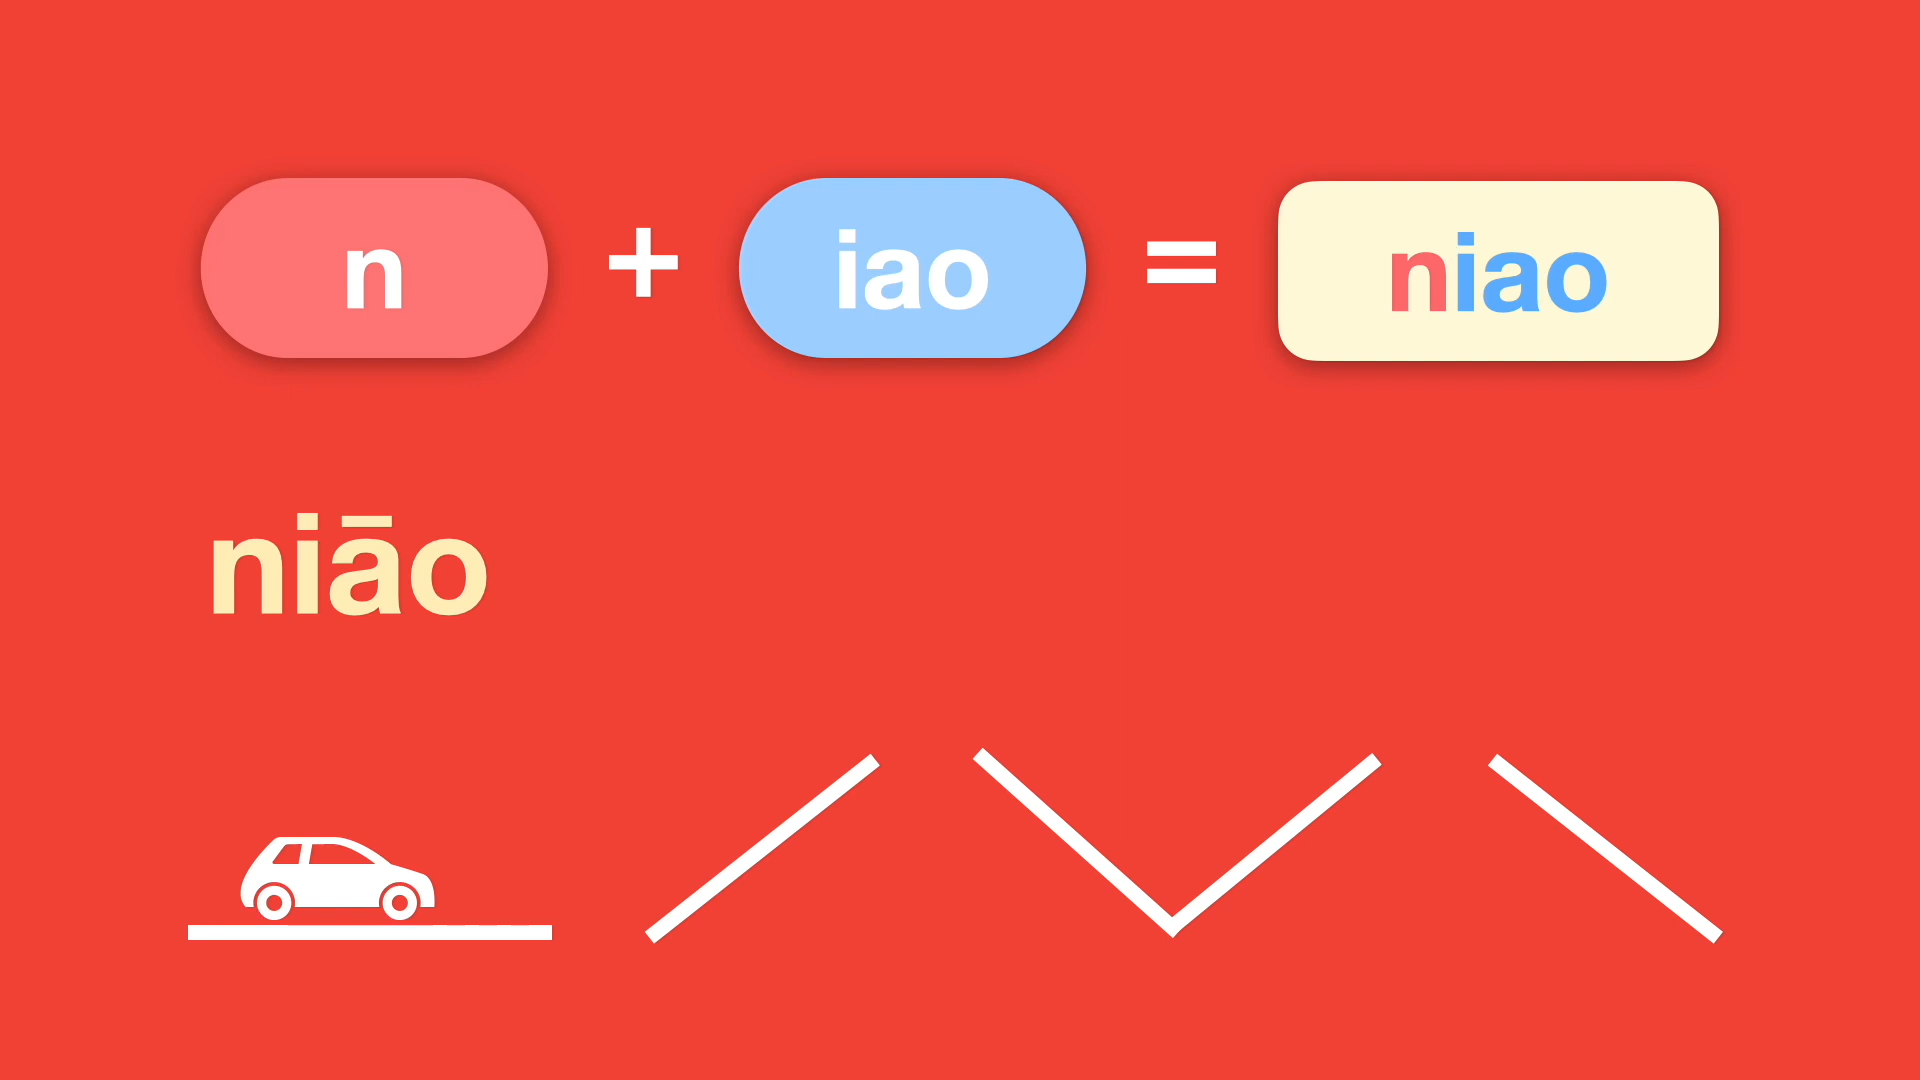 n + iao = niao
niāo